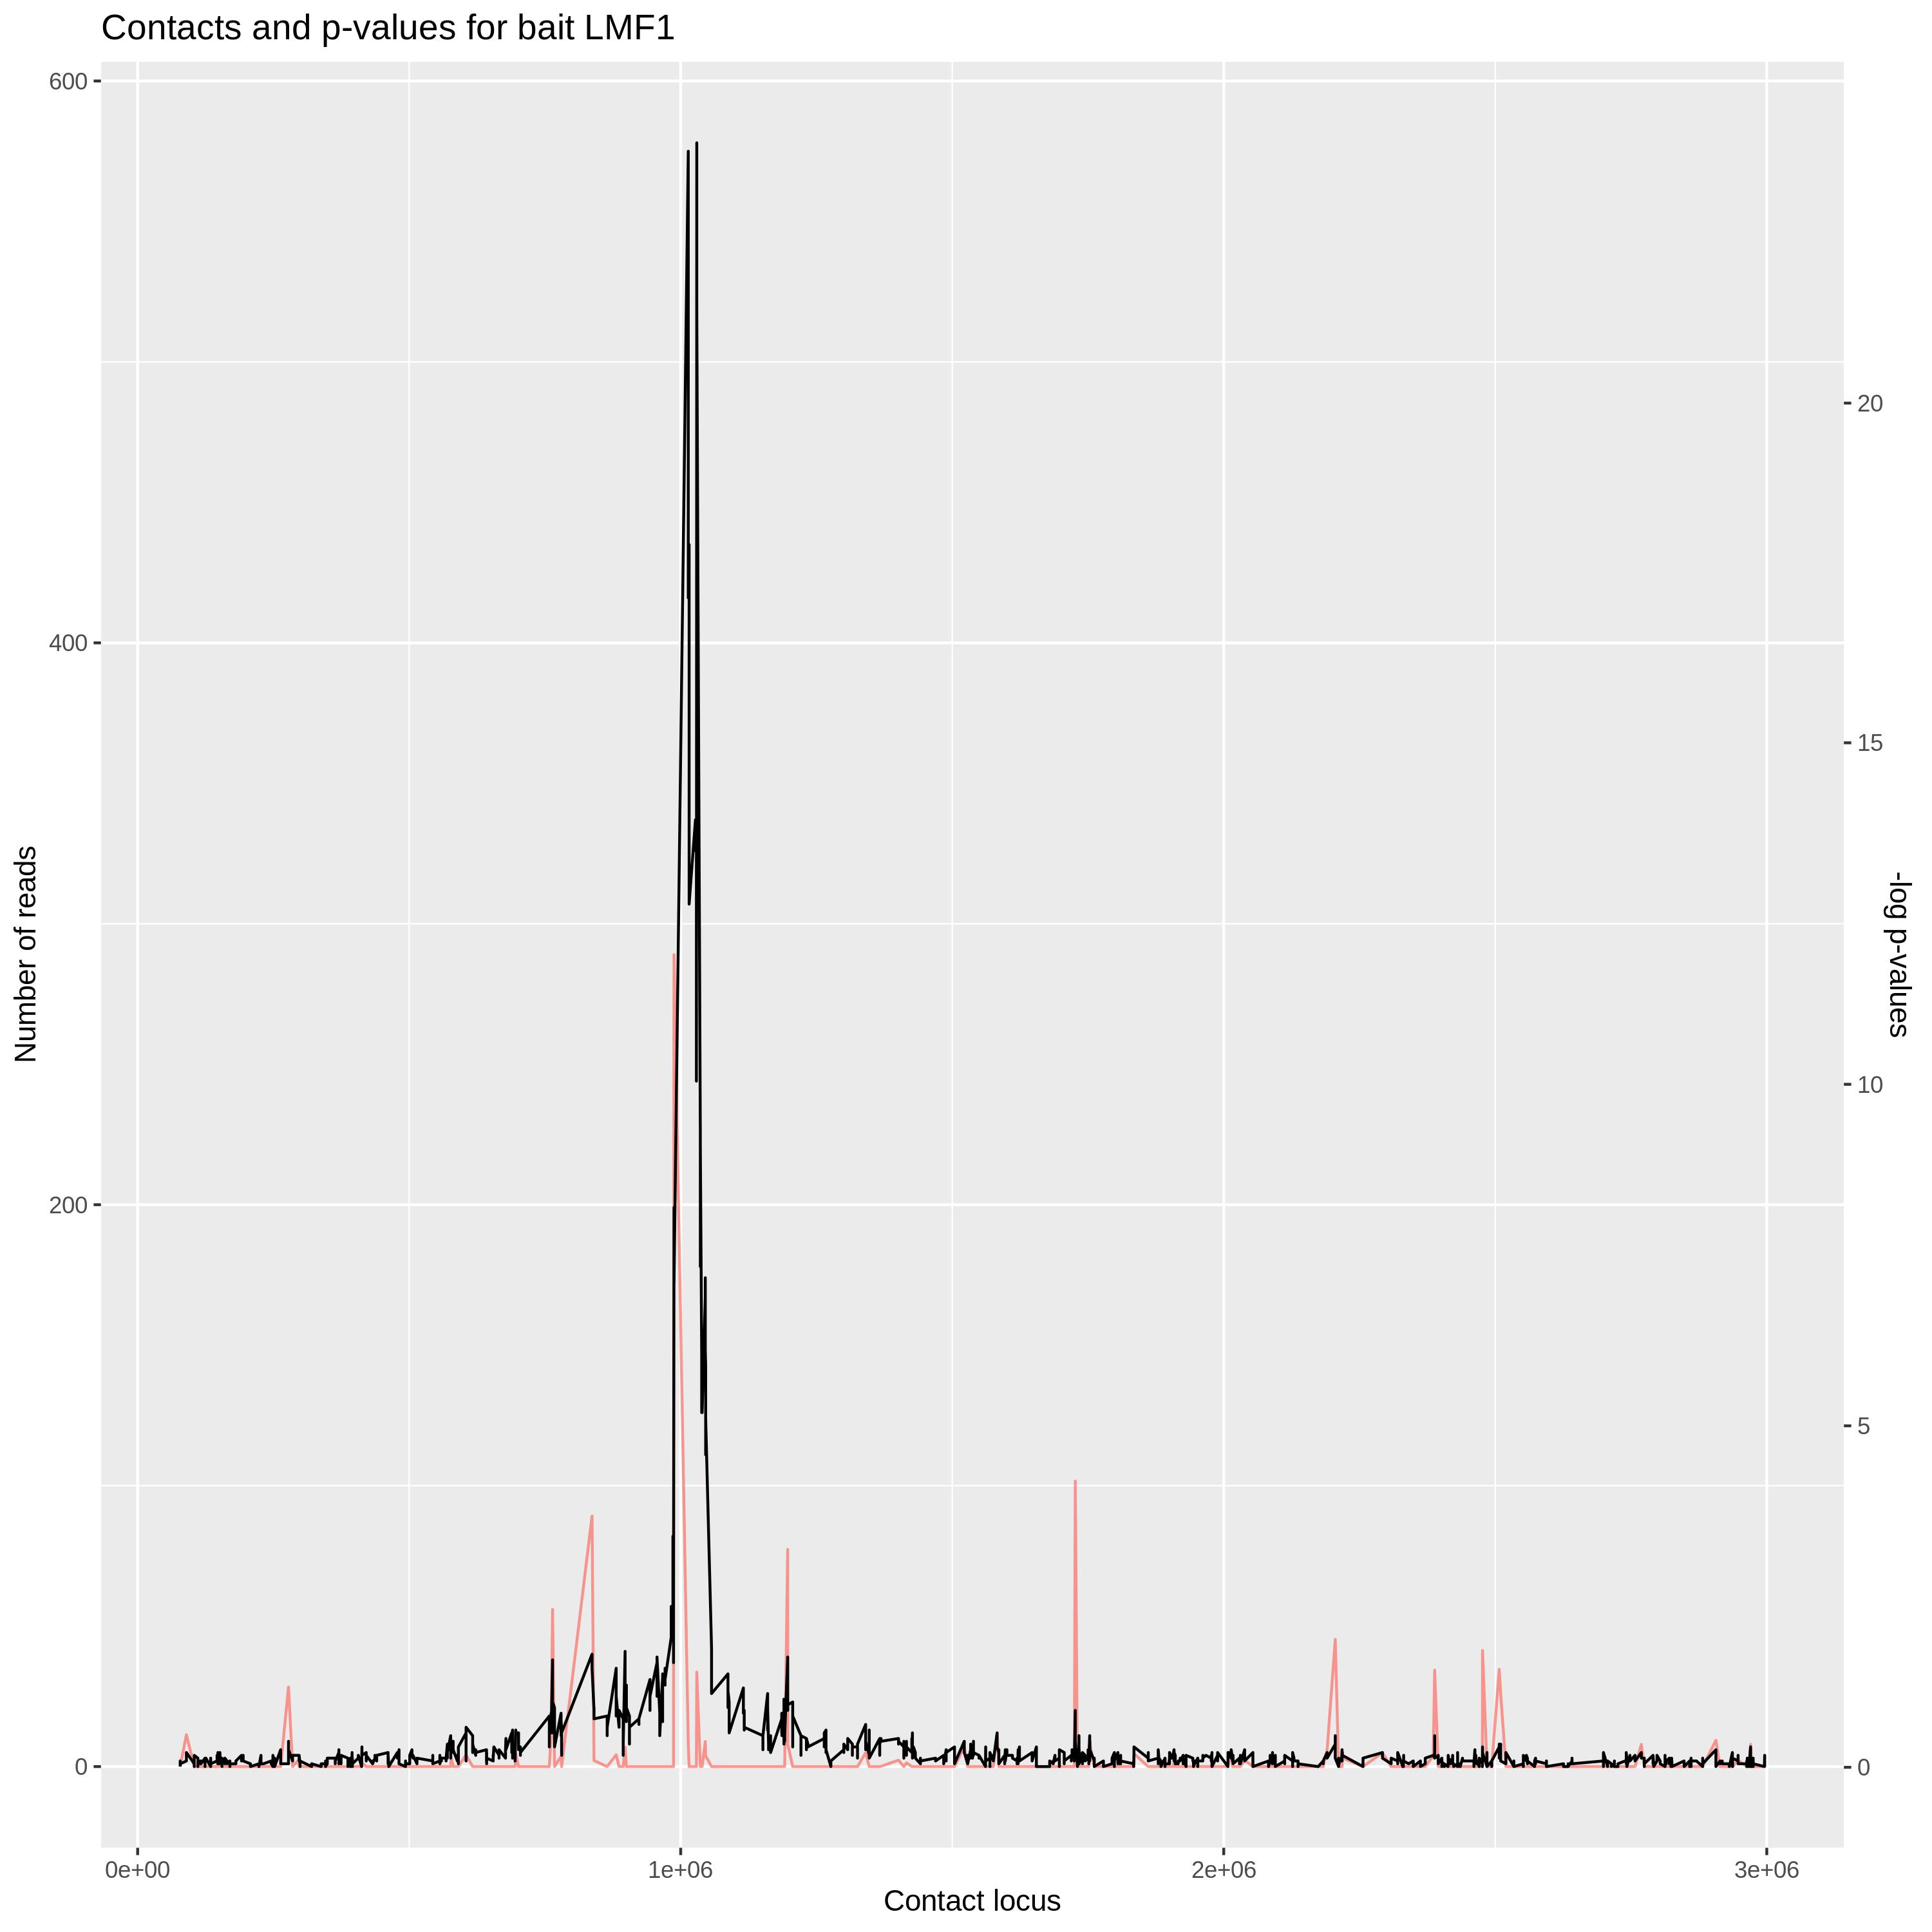 Contacts and p-values for bait LMF1
600
400
200
0
Number of reads
20
15
10
5
0
-log p-values
0e+00 1e+06 2e+06 3e+06
Contact locus